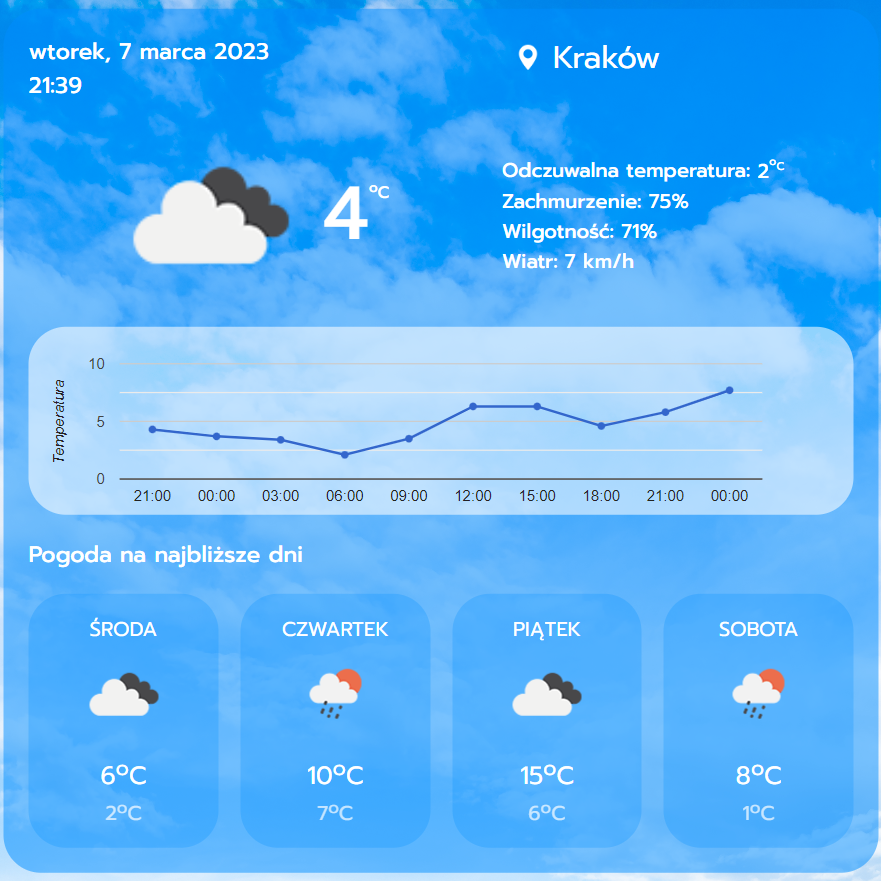 wtorek, 7 marca 2023
21:39
Kraków
4°C
Odczuwalna temperatura: 2°C
Zachmurzenie: 75%
Wilgotność: 71%
Wiatr: 7 km/h
Temperatura
10
5
0
21:00 00:00 03:00 06:00 09:00 12:00 15:00 18:00 21:00 00:00
Pogoda na najbliższe dni
ŚRODA CZWARTEK PIĄTEK SOBOTA
6°C 10°C 15°C 8°C
2°C 7°C 6°C 1°C